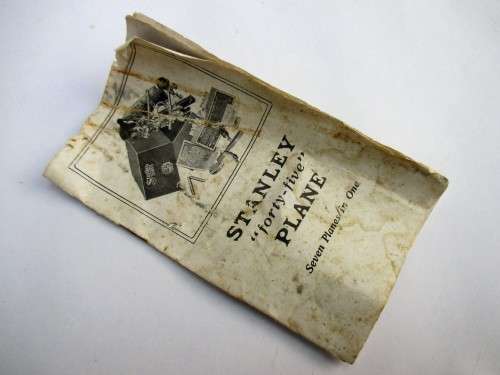 STANLEY
"forty-five"
PLANE
Seven Planes in One